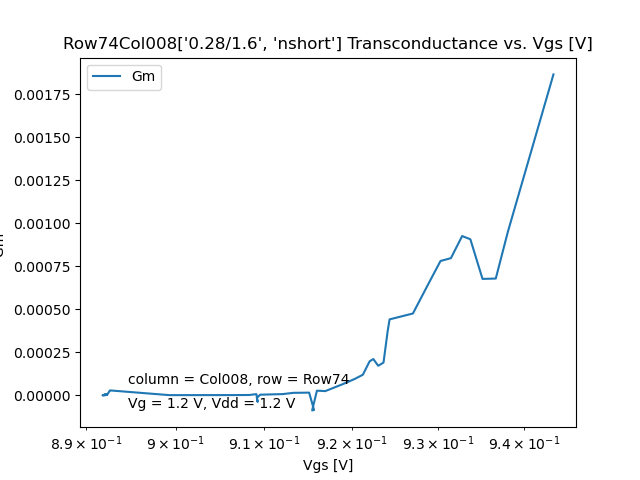 Row74Col008['0.28/1.6', 'nshort'] Transconductance vs. Vgs [V]
Gm
0.00175
0.00150
0.00125
0.00100
0.00075
0.00050
0.00025
0.00000
Gm
column = Col008, row = Row74
Vg = 1.2 V, Vdd = 1.2 V
8.9 × 10⁻¹ 9 × 10⁻¹ 9.1 × 10⁻¹ 9.2 × 10⁻¹ 9.3 × 10⁻¹ 9.4 × 10⁻¹
Vgs [V]